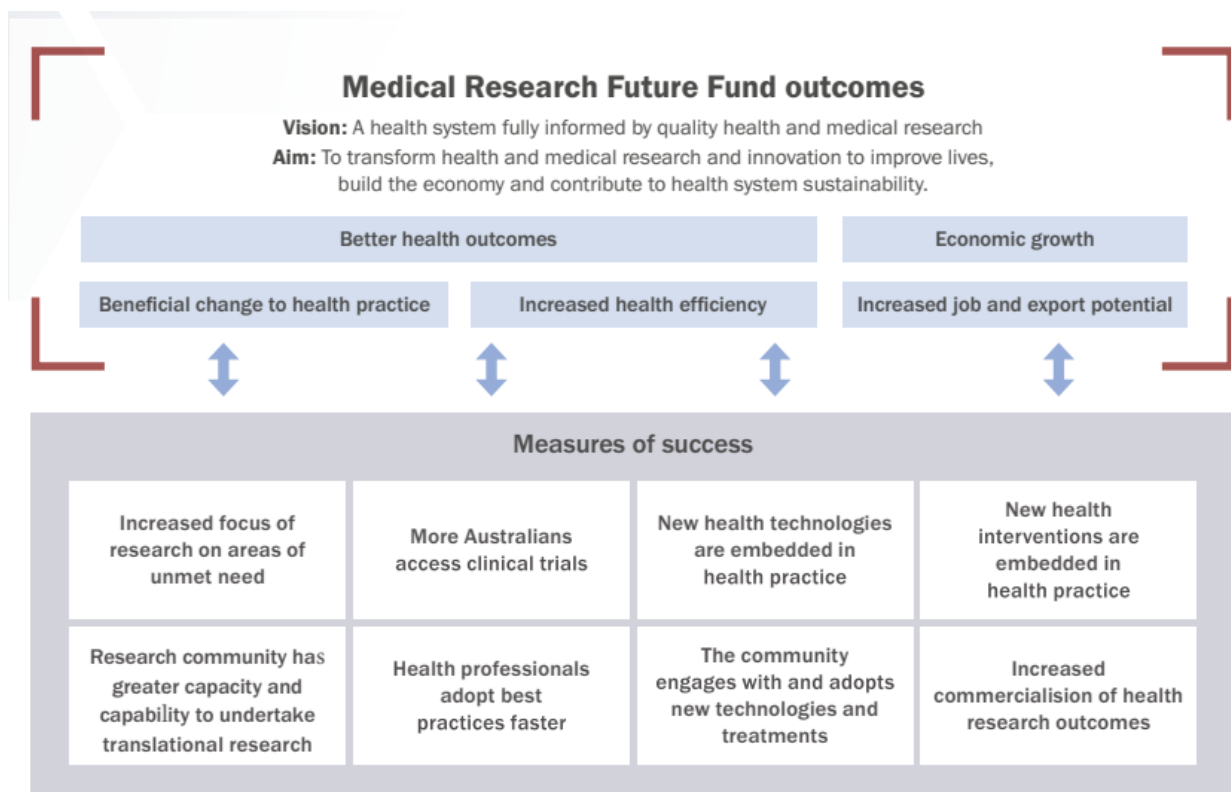 Medical Research Future Fund outcomes
Vision: A health system fully informed by quality health and medical research
Aim: To transform health and medical research and innovation to improve lives,
build the economy and contribute to health system sustainability.
Better health outcomes
Economic growth
Beneficial change to health practice
Increased health efficiency
Increased job and export potential
Measures of success
Increased focus of
research on areas of
unmet need
More Australians
access clinical trials
New health technologies
are embedded in
health practice
New health
interventions are
embedded in
health practice
Research community has
greater capacity and
capability to undertake
translational research
Health professionals
adopt best
practices faster
The community
engages with and adopts
new technologies and
treatments
Increased
commercialision of health
research outcomes